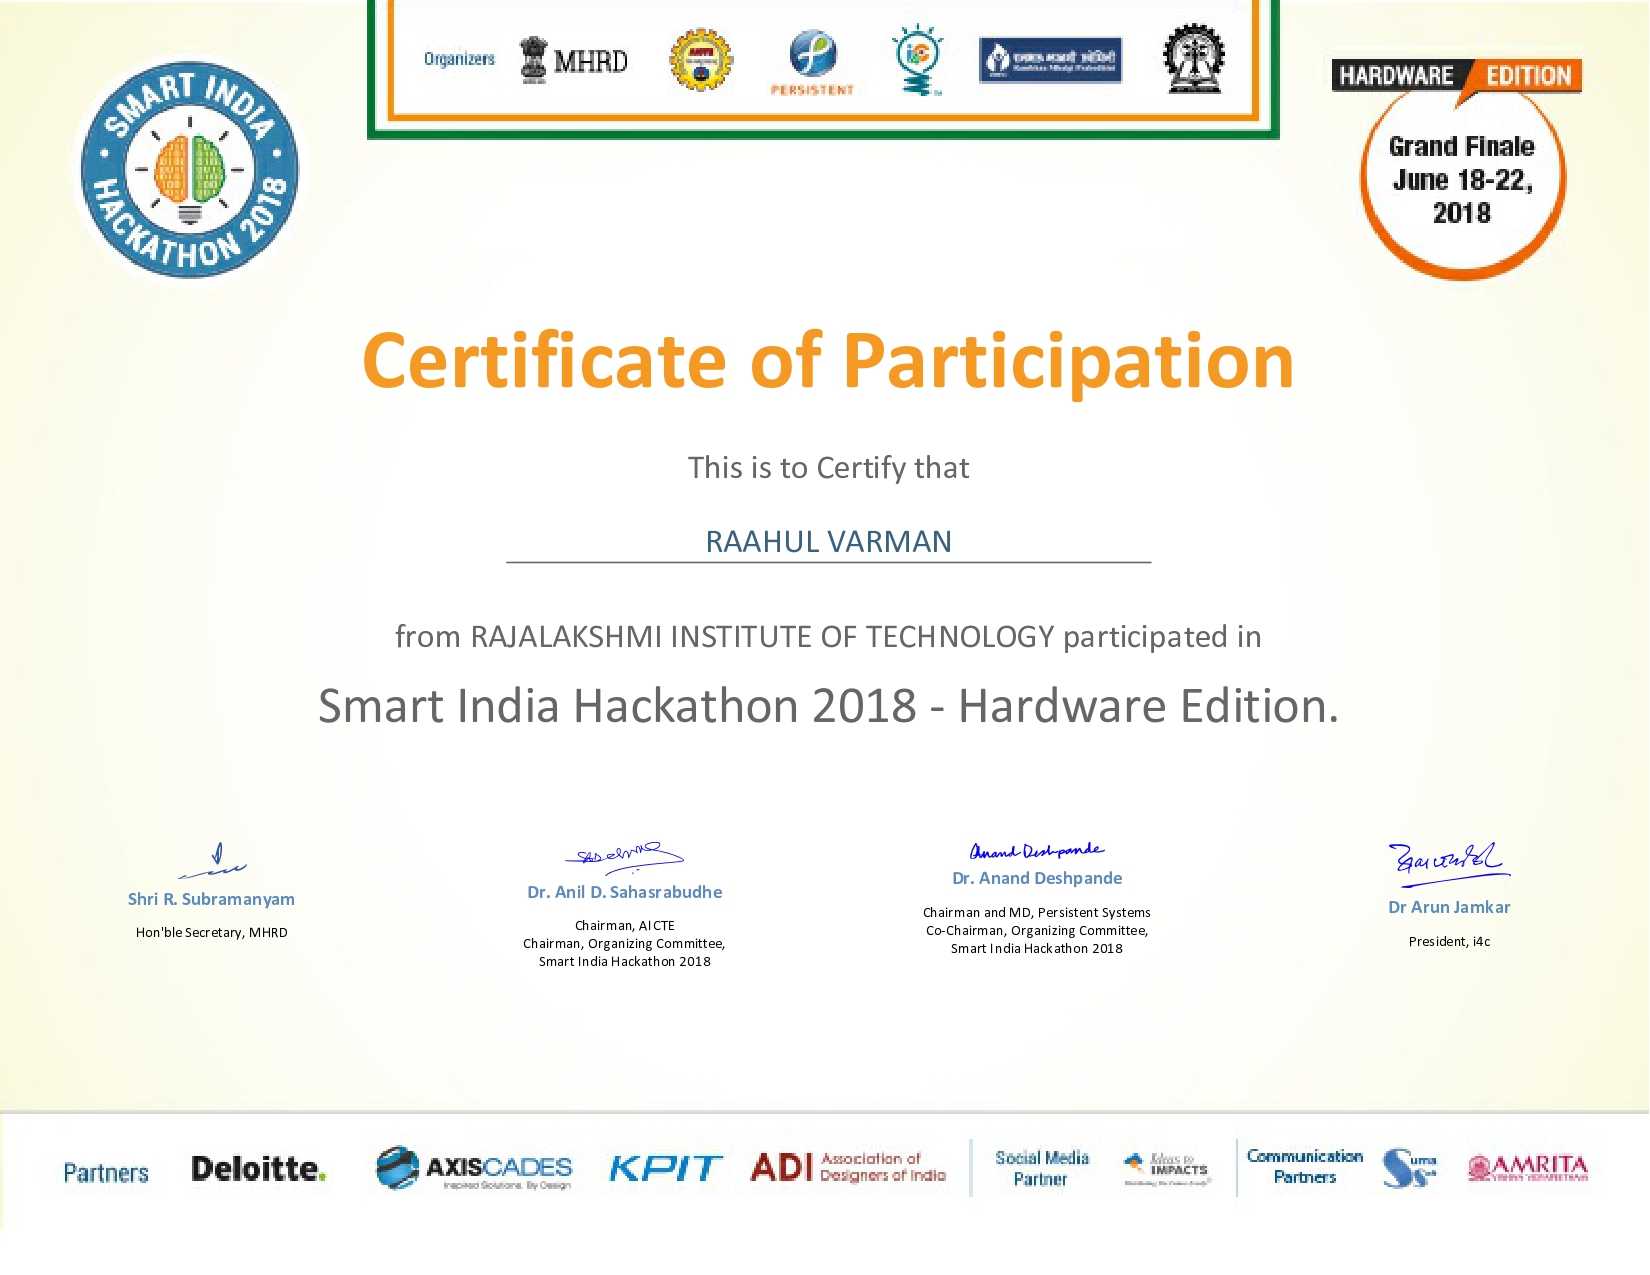 SMART INDIA HACKATHON 2018
Organizers
MHRD
PERSISTENT
HARDWARE EDITION
Grand Finale
June 18-22,
2018
Certificate of Participation
This is to Certify that
RAAHUL VARMAN
from RAJALAKSHMI INSTITUTE OF TECHNOLOGY participated in
Smart India Hackathon 2018 - Hardware Edition.
Anand Deshpande
Shri R. Subramanyam
Hon'ble Secretary, MHRD
Dr. Anil D. Sahasrabudhe
Chairman, AICTE
Chairman, Organizing Committee,
Smart India Hackathon 2018
Dr. Anand Deshpande
Chairman and MD, Persistent Systems
Co-Chairman, Organizing Committee,
Smart India Hackathon 2018
Dr Arun Jamkar
President, i4c
Partners
Deloitte.
AXISCADES
Inspired Solutions. By Design
KPIT
ADI Association of
Designers of India
Social Media
Partner
Ideas to
IMPACTS
Communication
Partners
Suma
Soft
AMRITA
VISHWA VIDYAPEETHAM